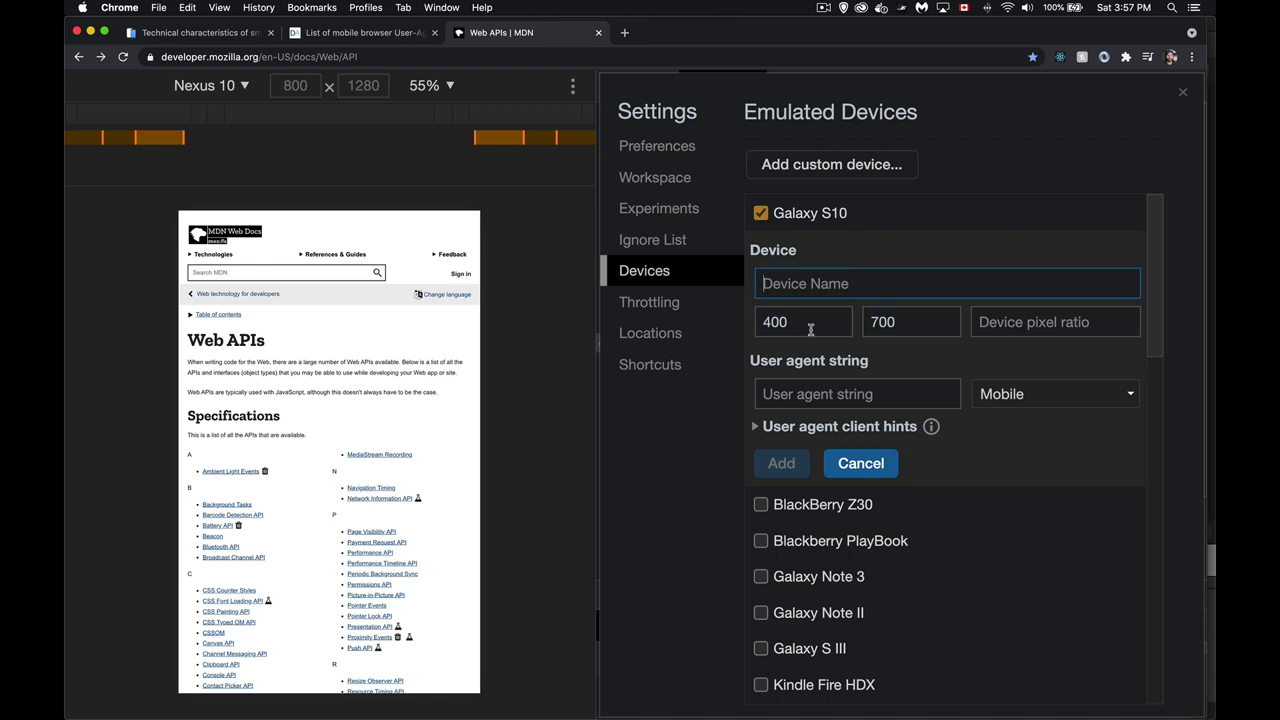 Chrome File Edit View History Bookmarks Profiles Tab Window Help 100% Sat 3:57 PM
Technical characteristics of sm × List of mobile browser User-Ag × Web APIs | MDN × +
developer.mozilla.org/en-US/docs/Web/API
Nexus 10 ▼ 800 × 1280 55% ▼
MDN Web Docs
mozilla
Technologies References & Guides Feedback
Search MDN
Sign in
Web technology for developers Change language
Table of contents
Web APIs
When writing code for the Web, there are a large number of Web APIs available. Below is a list of all the
APIs and interfaces (object types) that you may be able to use while developing your Web app or site.
Web APIs are typically used with JavaScript, although this doesn't always have to be the case.
Specifications
This is a list of all the APIs that are available.
A
Ambient Light Events
B
Background Tasks
Barcode Detection API
Battery API
Beacon
Bluetooth API
Broadcast Channel API
C
CSS Counter Styles
CSS Font Loading API
CSS Painting API
CSS Typed OM API
CSSOM
Canvas API
Channel Messaging API
Clipboard API
Console API
Contact Picker API
MediaStream Recording
N
Navigation Timing
Network Information API
P
Page Visibility API
Payment Request API
Performance API
Performance Timeline API
Periodic Background Sync
Permissions API
Picture-in-Picture API
Pointer Events
Pointer Lock API
Presentation API
Proximity Events
Push API
R
Resize Observer API
Resource Timing API
Settings
Preferences
Workspace
Experiments
Ignore List
Devices
Throttling
Locations
Shortcuts
Emulated Devices
Add custom device...
Galaxy S10
Device
Device Name
400 700 Device pixel ratio
User agent string
User agent string Mobile
User agent client hints
Add Cancel
BlackBerry Z30
BlackBerry PlayBook
3
Note II
S III
HDX